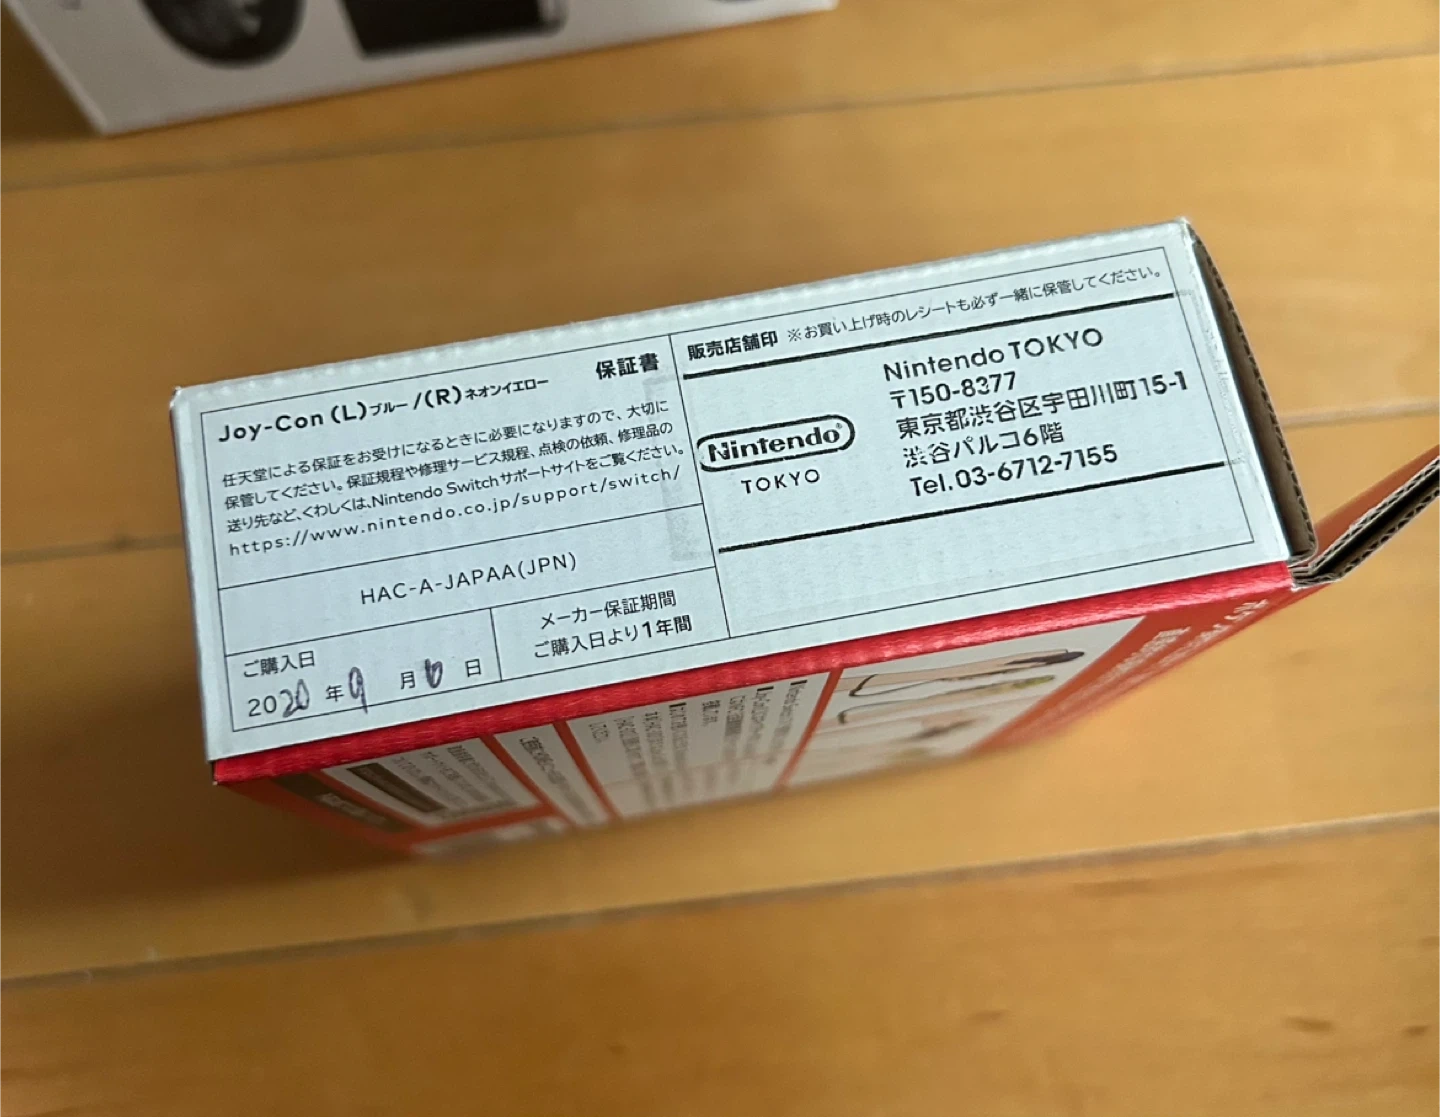 Joy-Con (L) ブルー /(R) ネオンイエロー
保証書
任天堂による保証をお受けになるときに必要になりますので、大切に
保管してください。保証規程や修理サービス規程、点検の依頼、修理品の
送り先など、くわしくは、Nintendo Switchサポートサイトをご覧ください。
https://www.nintendo.co.jp/support/switch/
HAC-A-JAPAA(JPN)
ご購入日
2020 年 9 月 6 日
メーカー保証期間
ご購入日より1年間
販売店舗印 ※お買い上げ時のレシートも必ず一緒に保管してください。
Nintendo
TOKYO
Nintendo TOKYO
〒150-8377
東京都渋谷区宇田川町15-1
渋谷パルコ6階
Tel.03-6712-7155